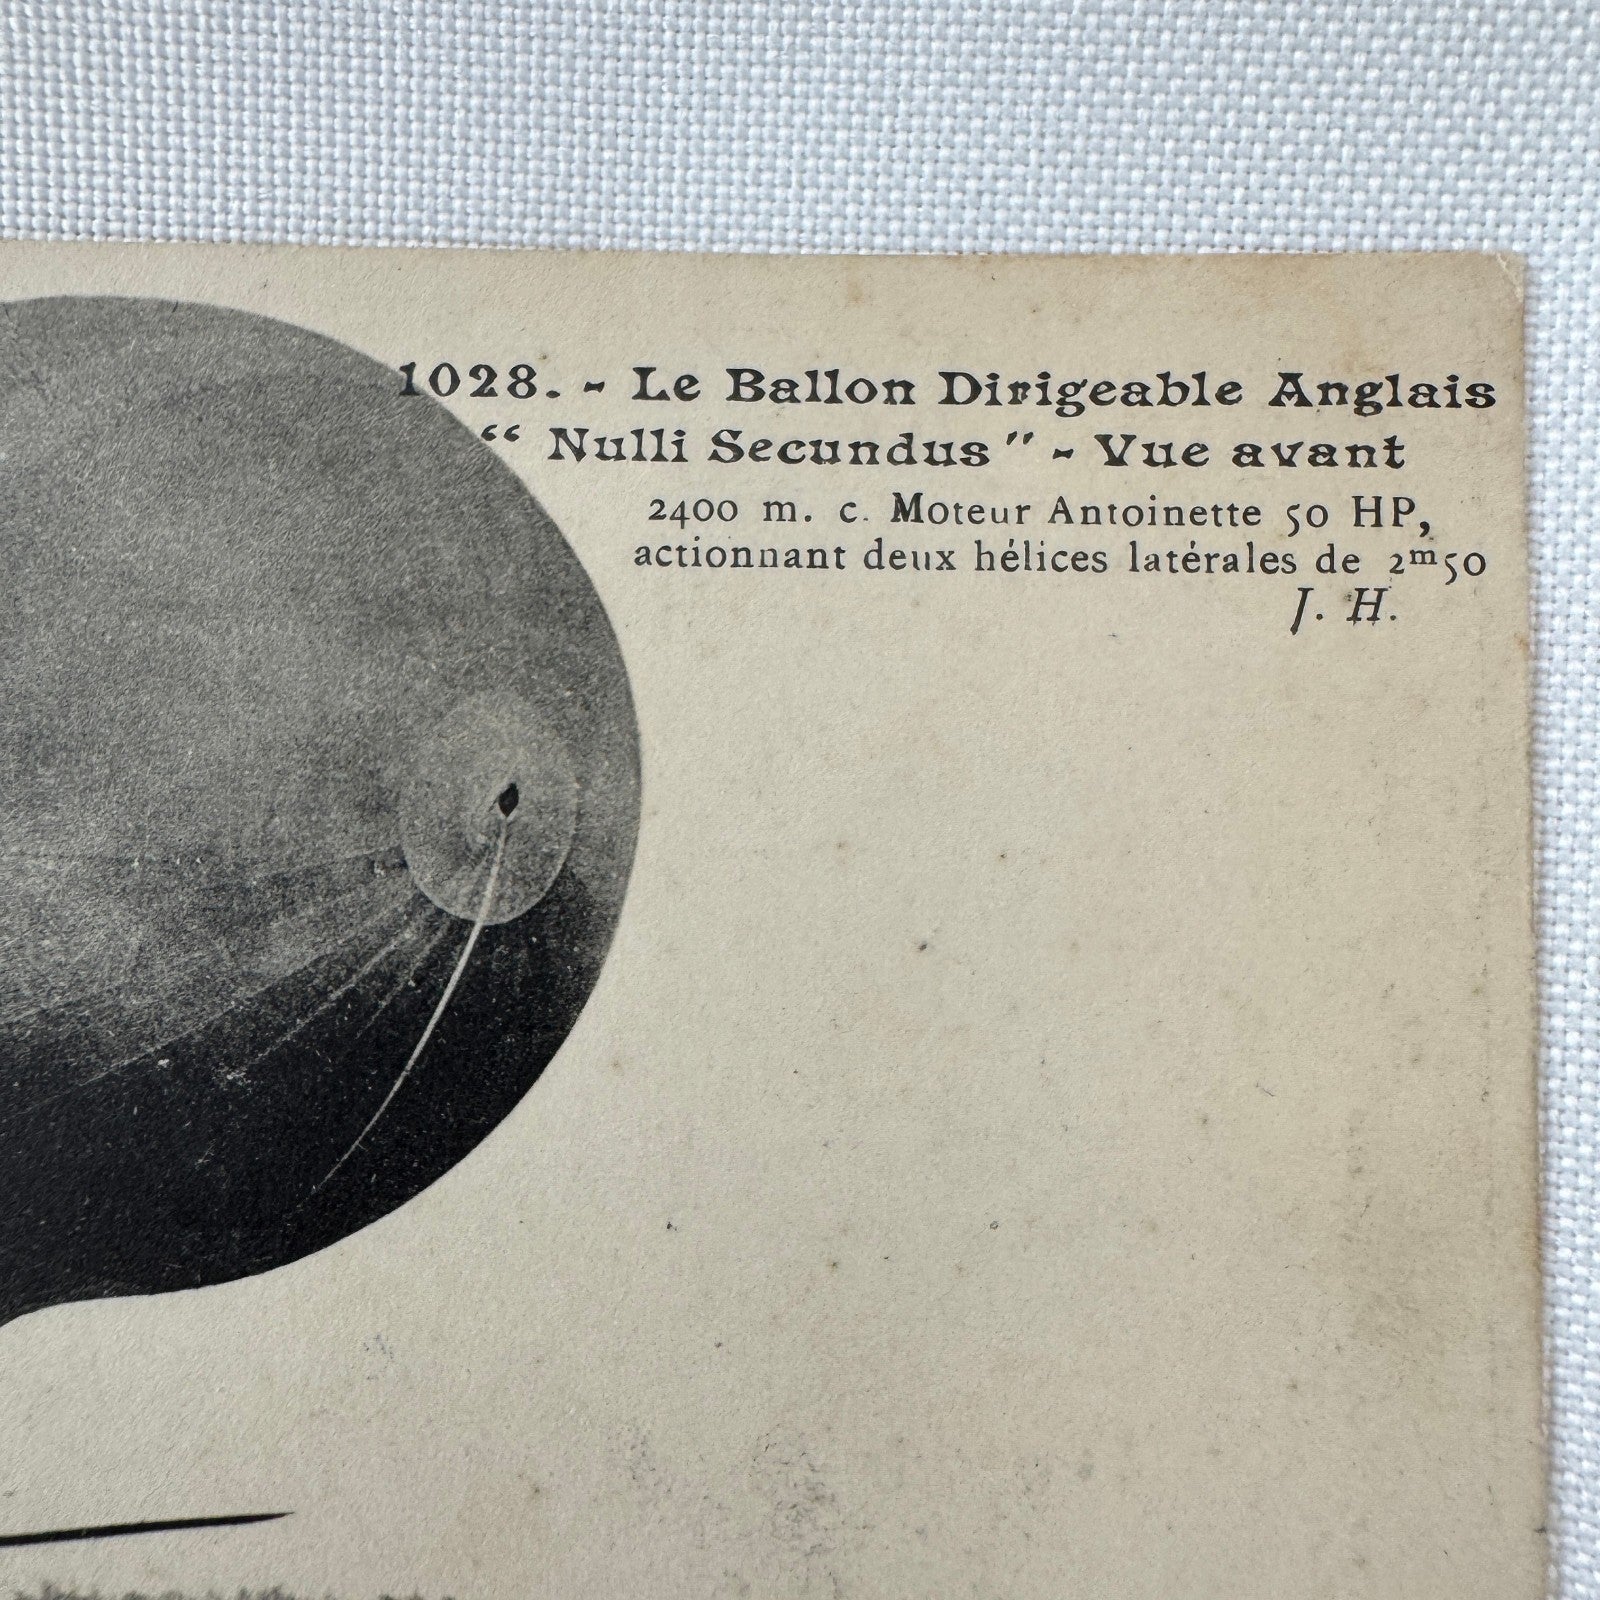 1028. - Le Ballon Dirigeable Anglais
“ Nulli Secundus ” - Vue avant
2400 m. c. Moteur Antoinette 50 HP,
actionnant deux hélices latérales de 2ᵐ50
J. H.